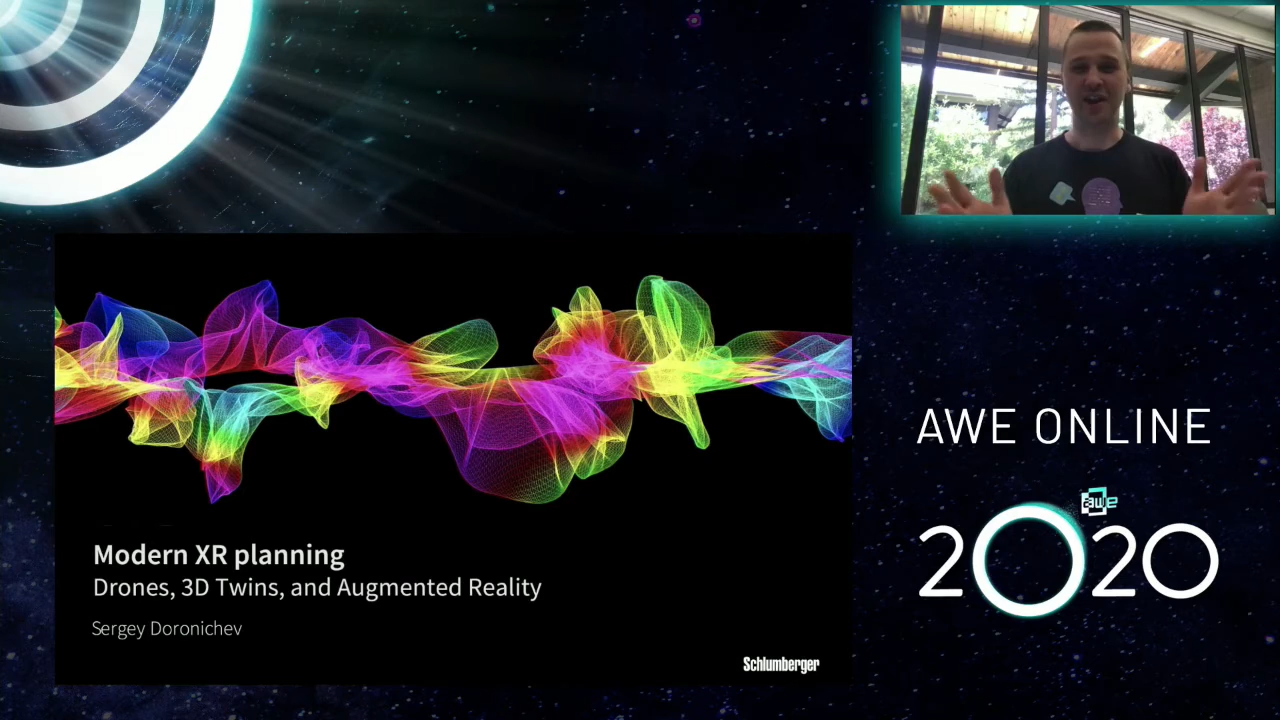 Modern XR planning
Drones, 3D Twins, and Augmented Reality
Sergey Doronichev
Schlumberger
AWE ONLINE
awe
2020